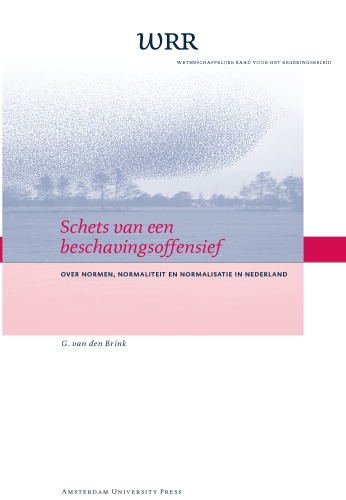 WRR
WETENSCHAPPELIJKE RAAD VOOR HET REGERINGSBELEID
Schets van een
beschavingsoffensief
OVER NORMEN, NORMALITEIT EN NORMALISATIE IN NEDERLAND
G. van den Brink
AMSTERDAM UNIVERSITY PRESS